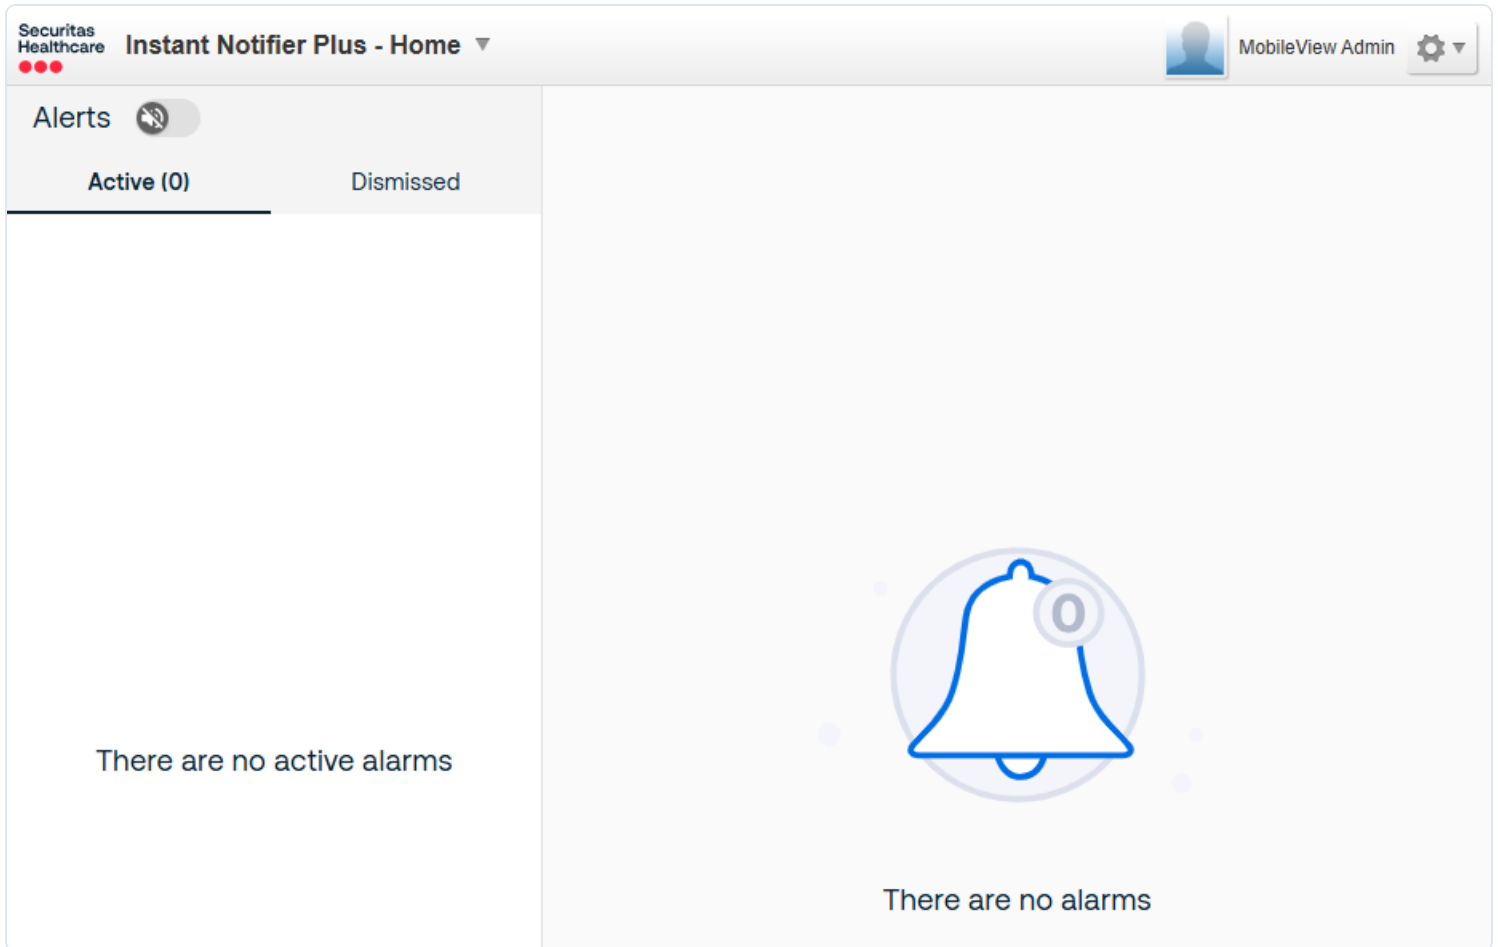 Securitas
Healthcare
Instant Notifier Plus - Home
MobileView Admin
Alerts
Active (0)
Dismissed
There are no active alarms
0
There are no alarms